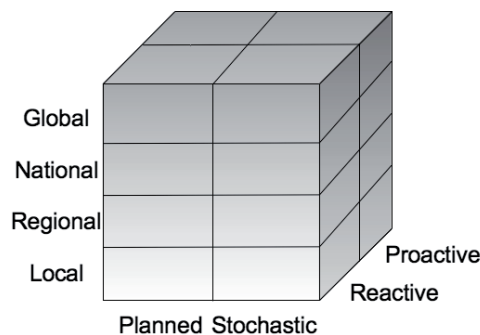 Global
National
Regional
Local
Proactive
Reactive
Planned Stochastic